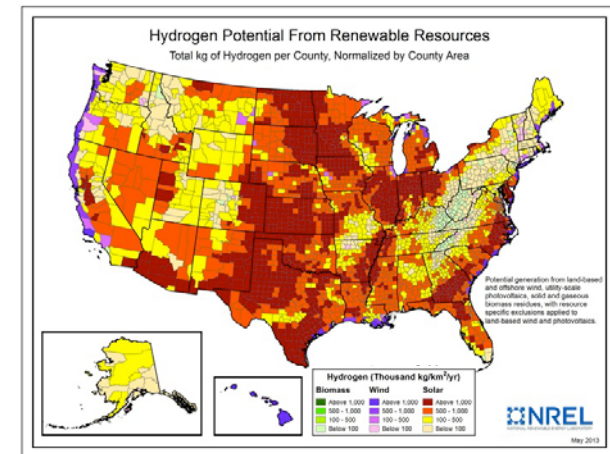 Hydrogen Potential From Renewable Resources
Total kg of Hydrogen per County, Normalized by County Area
Potential generation from land-based
and offshore wind, utility-scale
photovoltaics, solid and gaseous
biomass residues, with resource
specific exclusions applied to
land-based wind and photovoltaics.
Hydrogen (Thousand kg/km²/yr)
Biomass Wind Solar
Above 1,000 Above 1,000 Above 1,000
500 - 1,000 500 - 1,000 500 - 1,000
100 - 500 100 - 500 100 - 500
Below 100 Below 100 Below 100
NREL
NATIONAL RENEWABLE ENERGY LABORATORY
May 2013